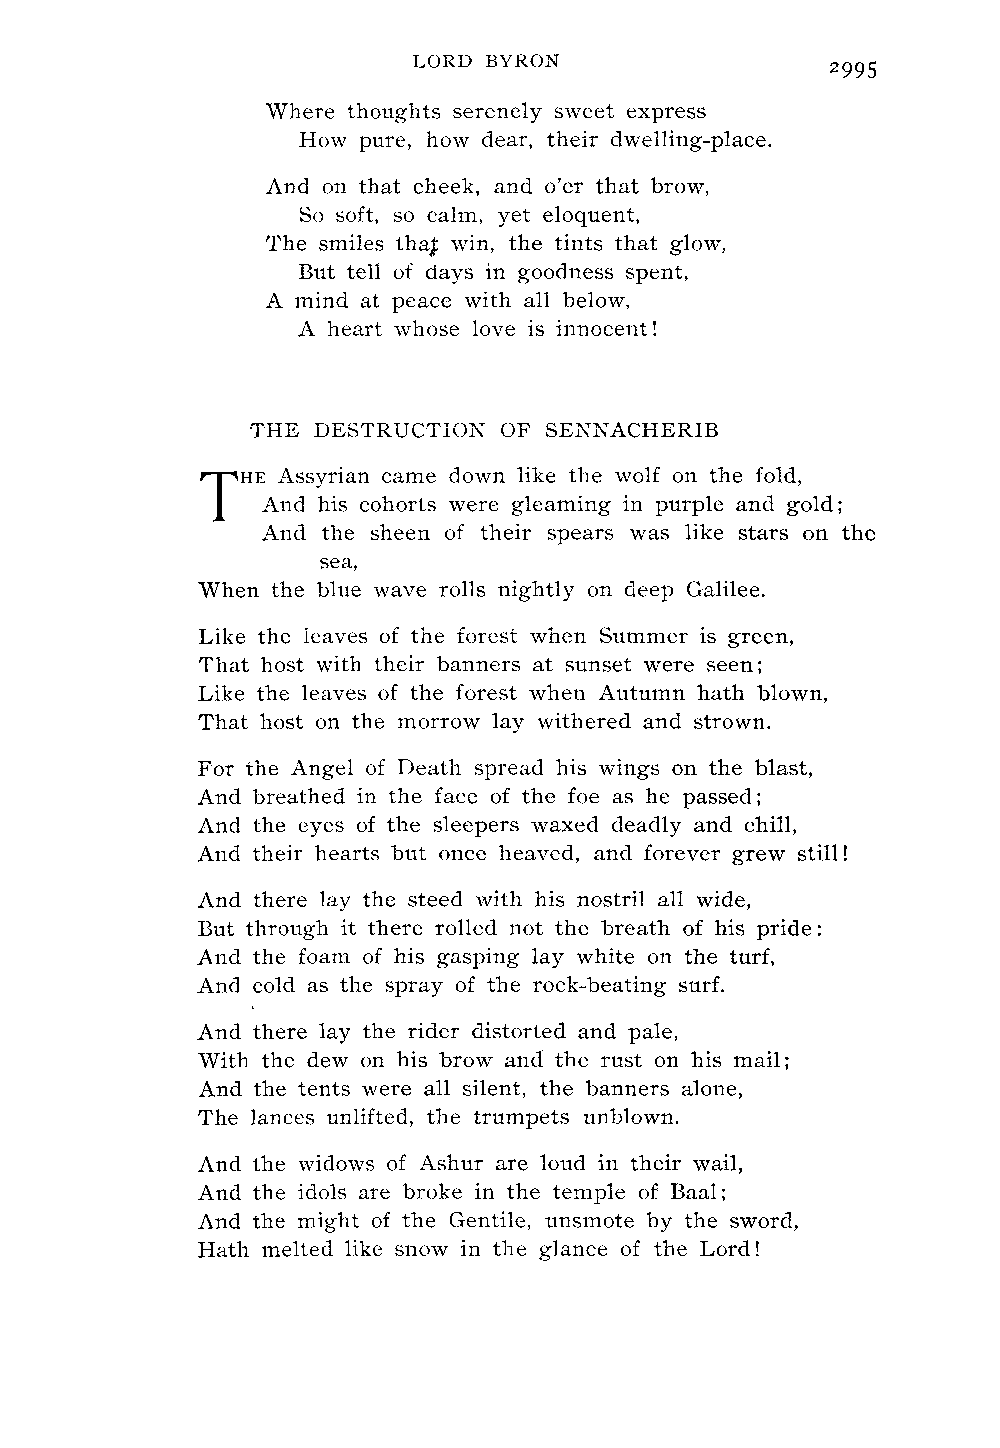 LORD BYRON
2995
Where thoughts serenely sweet express
How pure, how dear, their dwelling-place.
And on that cheek, and o'er that brow,
So soft, so calm, yet eloquent,
The smiles that win, the tints that glow,
But tell of days in goodness spent,
A mind at peace with all below,
A heart whose love is innocent!
THE DESTRUCTION OF SENNACHERIB
THE Assyrian came down like the wolf on the fold,
And his cohorts were gleaming in purple and gold;
And the sheen of their spears was like stars on the
sea,
When the blue wave rolls nightly on deep Galilee.
Like the leaves of the forest when Summer is green,
That host with their banners at sunset were seen;
Like the leaves of the forest when Autumn hath blown,
That host on the morrow lay withered and strown.
For the Angel of Death spread his wings on the blast,
And breathed in the face of the foe as he passed;
And the eyes of the sleepers waxed deadly and chill,
And their hearts but once heaved, and forever grew still!
And there lay the steed with his nostril all wide,
But through it there rolled not the breath of his pride:
And the foam of his gasping lay white on the turf,
And cold as the spray of the rock-beating surf.
And there lay the rider distorted and pale,
With the dew on his brow and the rust on his mail;
And the tents were all silent, the banners alone,
The lances unlifted, the trumpets unblown.
And the widows of Ashur are loud in their wail,
And the idols are broke in the temple of Baal;
And the might of the Gentile, unsmote by the sword,
Hath melted like snow in the glance of the Lord!